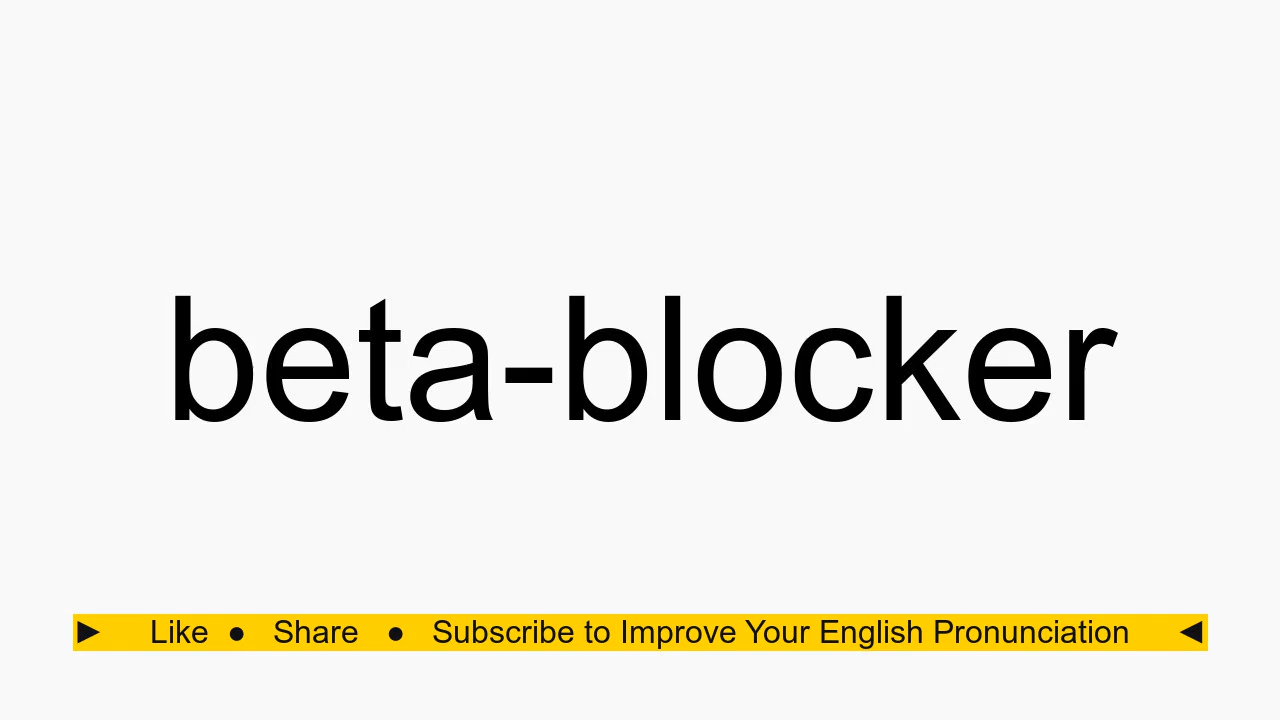 beta-blocker
► Like ● Share ● Subscribe to Improve Your English Pronunciation ◄